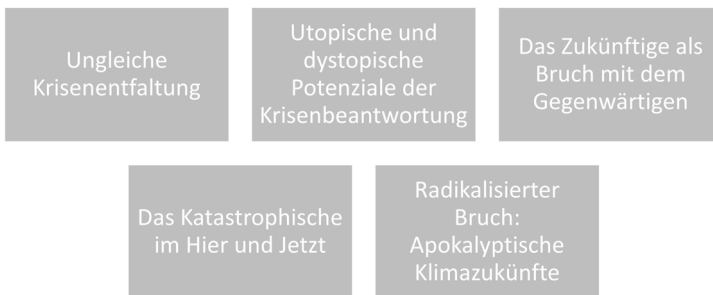 Ungleiche
Krisenentfaltung
Utopische und
dystopische
Potenziale der
Krisenbeantwortung
Das Zukünftige als
Bruch mit dem
Gegenwärtigen
Das Katastrophische
im Hier und Jetzt
Radikalisierter
Bruch:
Apokalyptische
Klimazukünfte